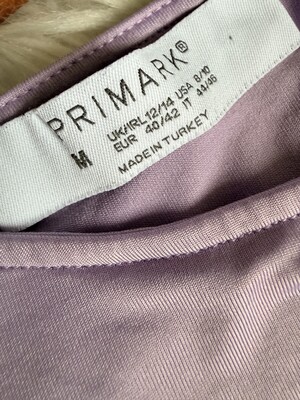 PRIMARK®
M
UK/IRL 12/14 USA 8/10
EUR 40/42 IT 44/46
MADE IN TURKEY